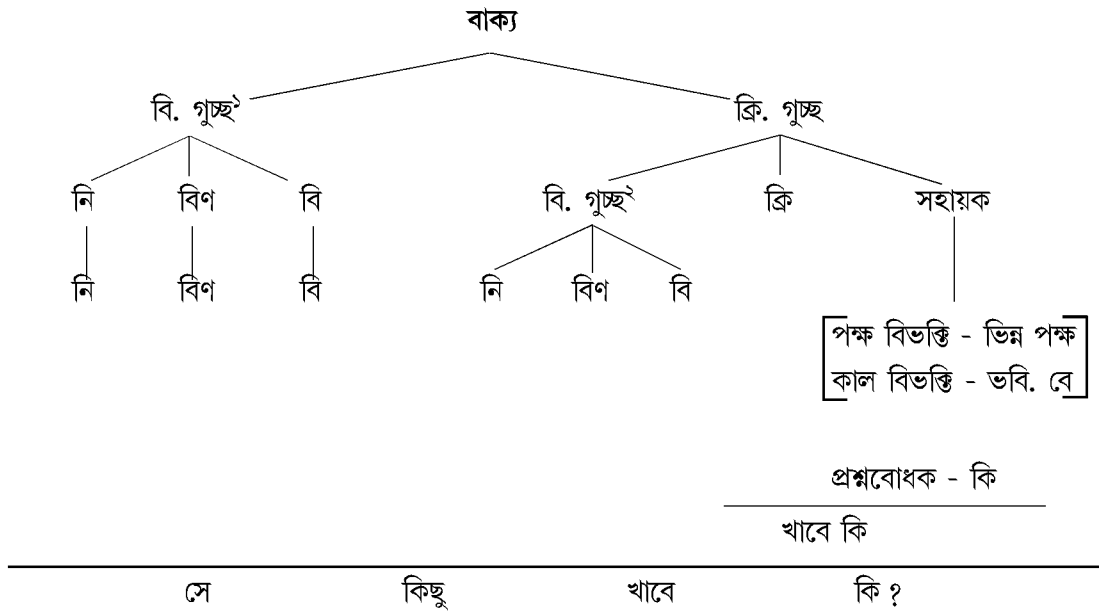 বাক্য
বি. গুচ্ছ১ ক্রি. গুচ্ছ
নি বিণ বি বি. গুচ্ছ২ ক্রি সহায়ক
নি বিণ বি নি বিণ বি
পক্ষ বিভক্তি - ভিন্ন পক্ষ
কাল বিভক্তি - ভবি. বে
প্রশ্নবোধক - কি
খাবে কি
সে কিছু খাবে কি ?